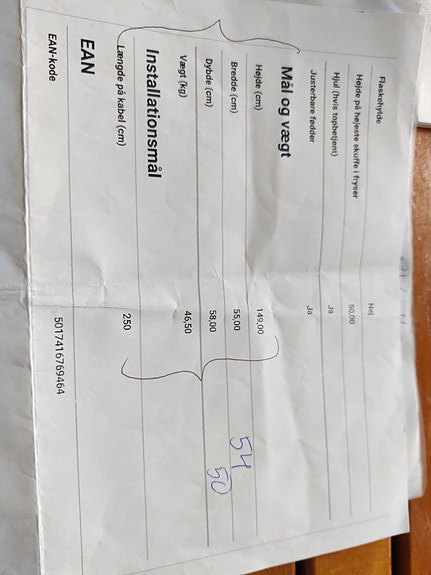 Flaskehylde Nej
Højde på højeste skuffe i fryser 50,00
Hjul (hvis topbetjent) Ja
Justerbare fødder Ja
Mål og vægt
Højde (cm) 149,00
Bredde (cm) 55,00 54
Dybde (cm) 58,00 50
Vægt (kg) 46,50
Installationsmål
Længde på kabel (cm) 250
EAN
EAN-kode 5017416769464